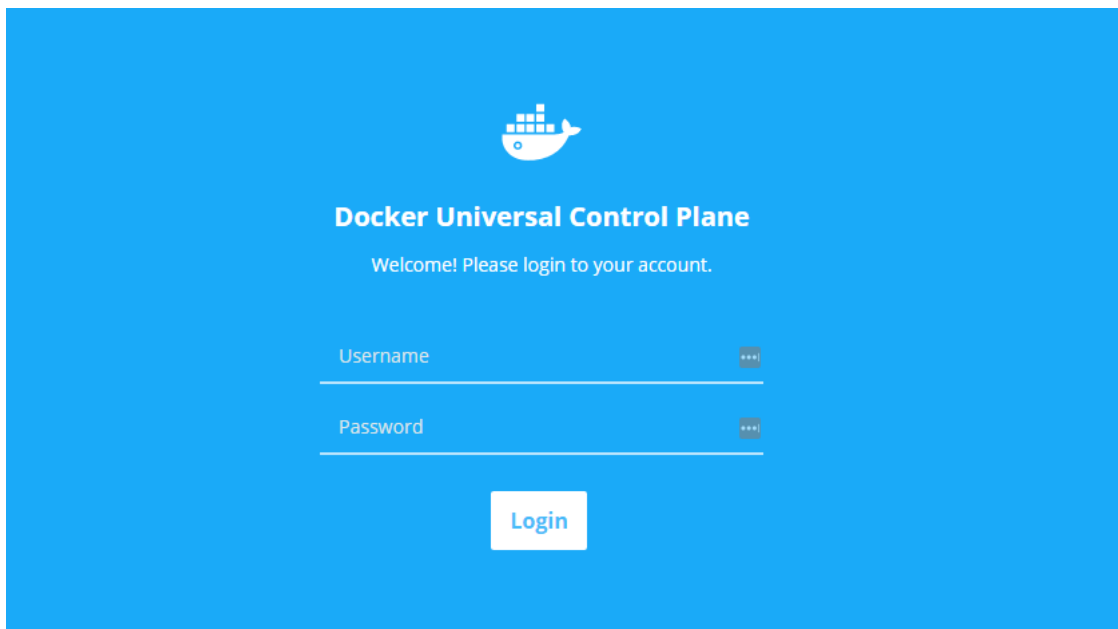 Docker Universal Control Plane
Welcome! Please login to your account.
Username
Password
Login